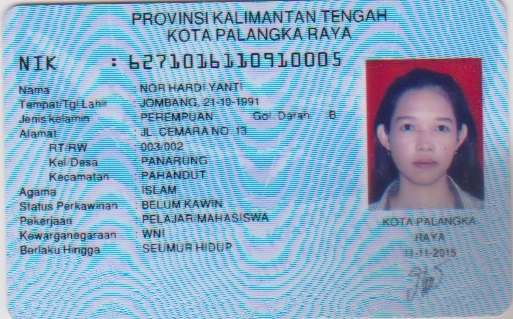 PROVINSI KALIMANTAN TENGAH
KOTA PALANGKA RAYA
NIK : 6271016110910005
Nama : NOR HARDI YANTI
Tempat/Tgl Lahir : JOMBANG, 21-10-1991
Jenis kelamin : PEREMPUAN Gol. Darah : B
Alamat : JL. CEMARA NO 13
RT/RW : 003/002
Kel/Desa : PANARUNG
Kecamatan : PAHANDUT
Agama : ISLAM
Status Perkawinan : BELUM KAWIN
Pekerjaan : PELAJAR/MAHASISWA
Kewarganegaraan : WNI
Berlaku Hingga : SEUMUR HIDUP
KOTA PALANGKA
RAYA
11-11-2015